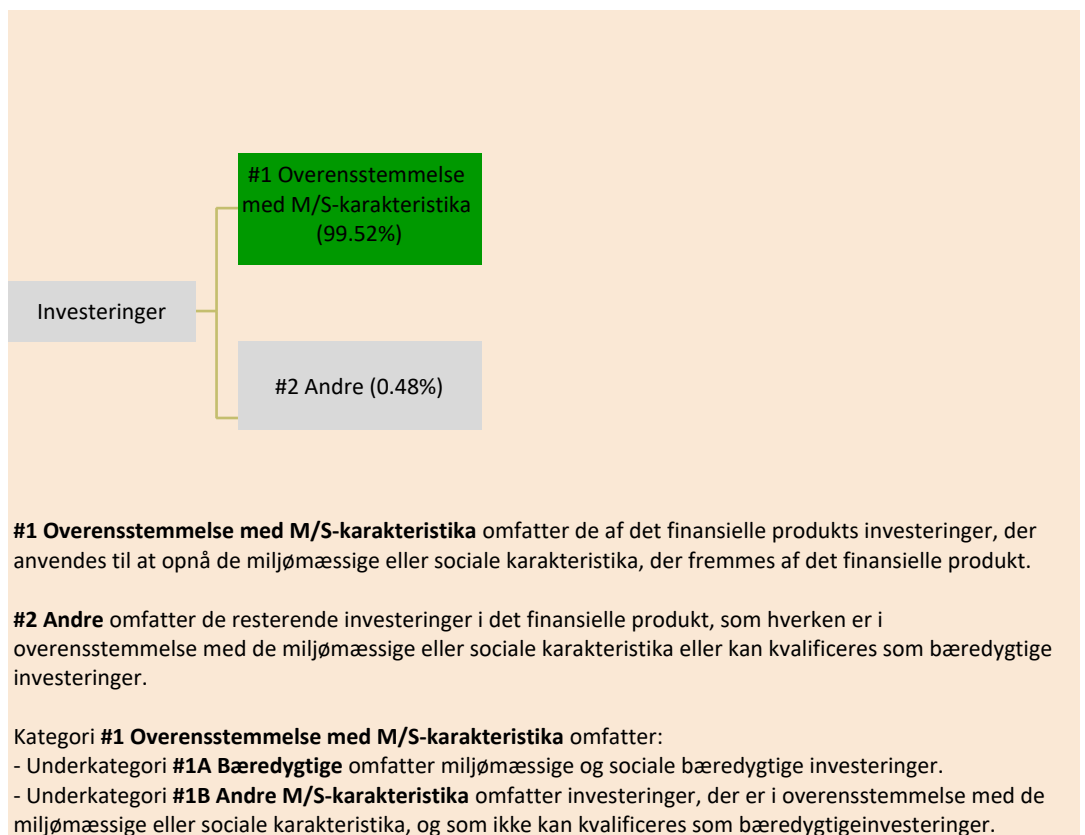 #1 Overensstemmelse
med M/S-karakteristika
(99.52%)
Investeringer
#2 Andre (0.48%)
#1 Overensstemmelse med M/S-karakteristika omfatter de af det finansielle produkts investeringer, der
anvendes til at opnå de miljømæssige eller sociale karakteristika, der fremmes af det finansielle produkt.
#2 Andre omfatter de resterende investeringer i det finansielle produkt, som hverken er i
overensstemmelse med de miljømæssige eller sociale karakteristika eller kan kvalificeres som bæredygtige
investeringer.
Kategori #1 Overensstemmelse med M/S-karakteristika omfatter:
- Underkategori #1A Bæredygtige omfatter miljømæssige og sociale bæredygtige investeringer.
- Underkategori #1B Andre M/S-karakteristika omfatter investeringer, der er i overensstemmelse med de
miljømæssige eller sociale karakteristika, og som ikke kan kvalificeres som bæredygtigeinvesteringer.